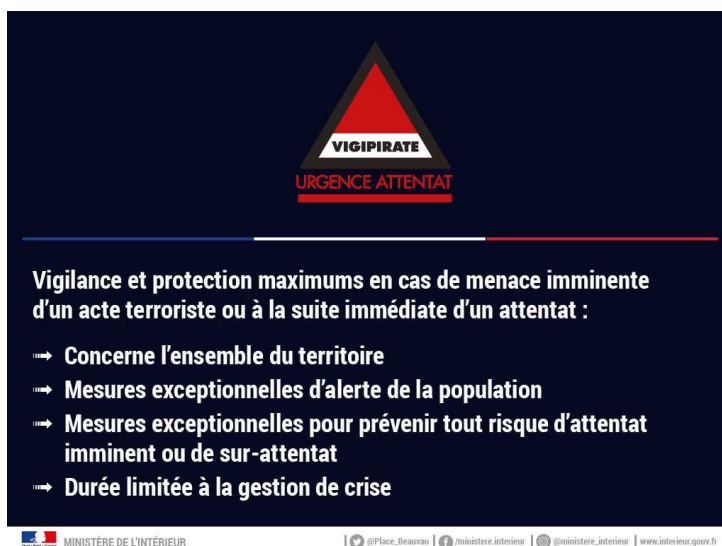 VIGIPIRATE
URGENCE ATTENTAT
Vigilance et protection maximums en cas de menace imminente
d'un acte terroriste ou à la suite immédiate d'un attentat :
Concerne l'ensemble du territoire
Mesures exceptionnelles d'alerte de la population
Mesures exceptionnelles pour prévenir tout risque d'attentat
imminent ou de sur-attentat
Durée limitée à la gestion de crise
MINISTÈRE DE L'INTÉRIEUR | @Place_Beauvau | /ministere.interieur | @ministere_interieur | www.interieur.gouv.fr